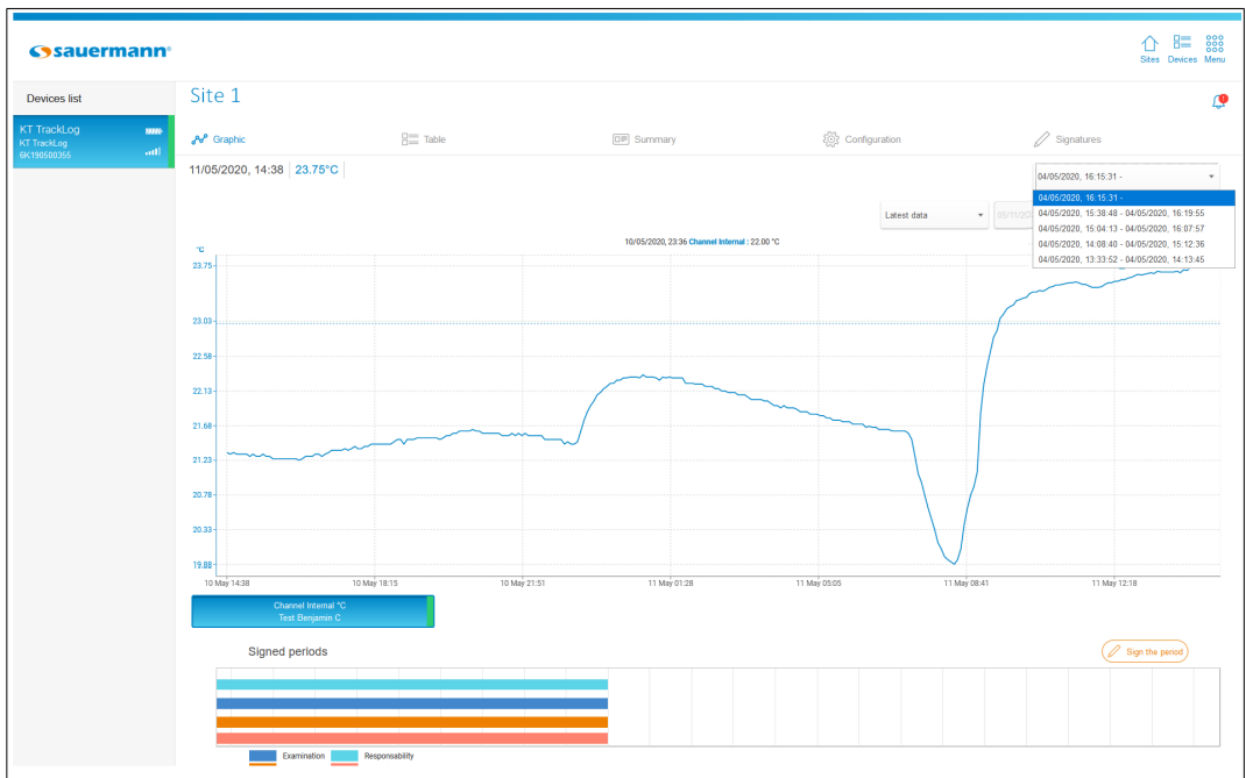 sauermann®
Sites Devices Menu
Devices list
Site 1
KT TrackLog
KT TrackLog
6K190500355
Graphic
Table
Summary
Configuration
Signatures
11/05/2020, 14:38 23.75°C
04/05/2020, 16:15:31 -
04/05/2020, 16:15:31 -
04/05/2020, 15:38:48 - 04/05/2020, 16:19:55
04/05/2020, 15:04:13 - 04/05/2020, 16:07:57
04/05/2020, 14:08:40 - 04/05/2020, 15:12:36
04/05/2020, 13:33:52 - 04/05/2020, 14:13:45
Latest data
10/05/2020, 23:36 Channel Internal : 22.00 °C
°C
23.75
23.03
22.58
22.13
21.68
21.23
20.78
20.33
19.88
10 May 14:38
10 May 18:15
10 May 21:51
11 May 01:28
11 May 05:05
11 May 08:41
11 May 12:18
Channel Internal °C
Test Benjamin C
Signed periods
Sign the period
Examination
Responsability